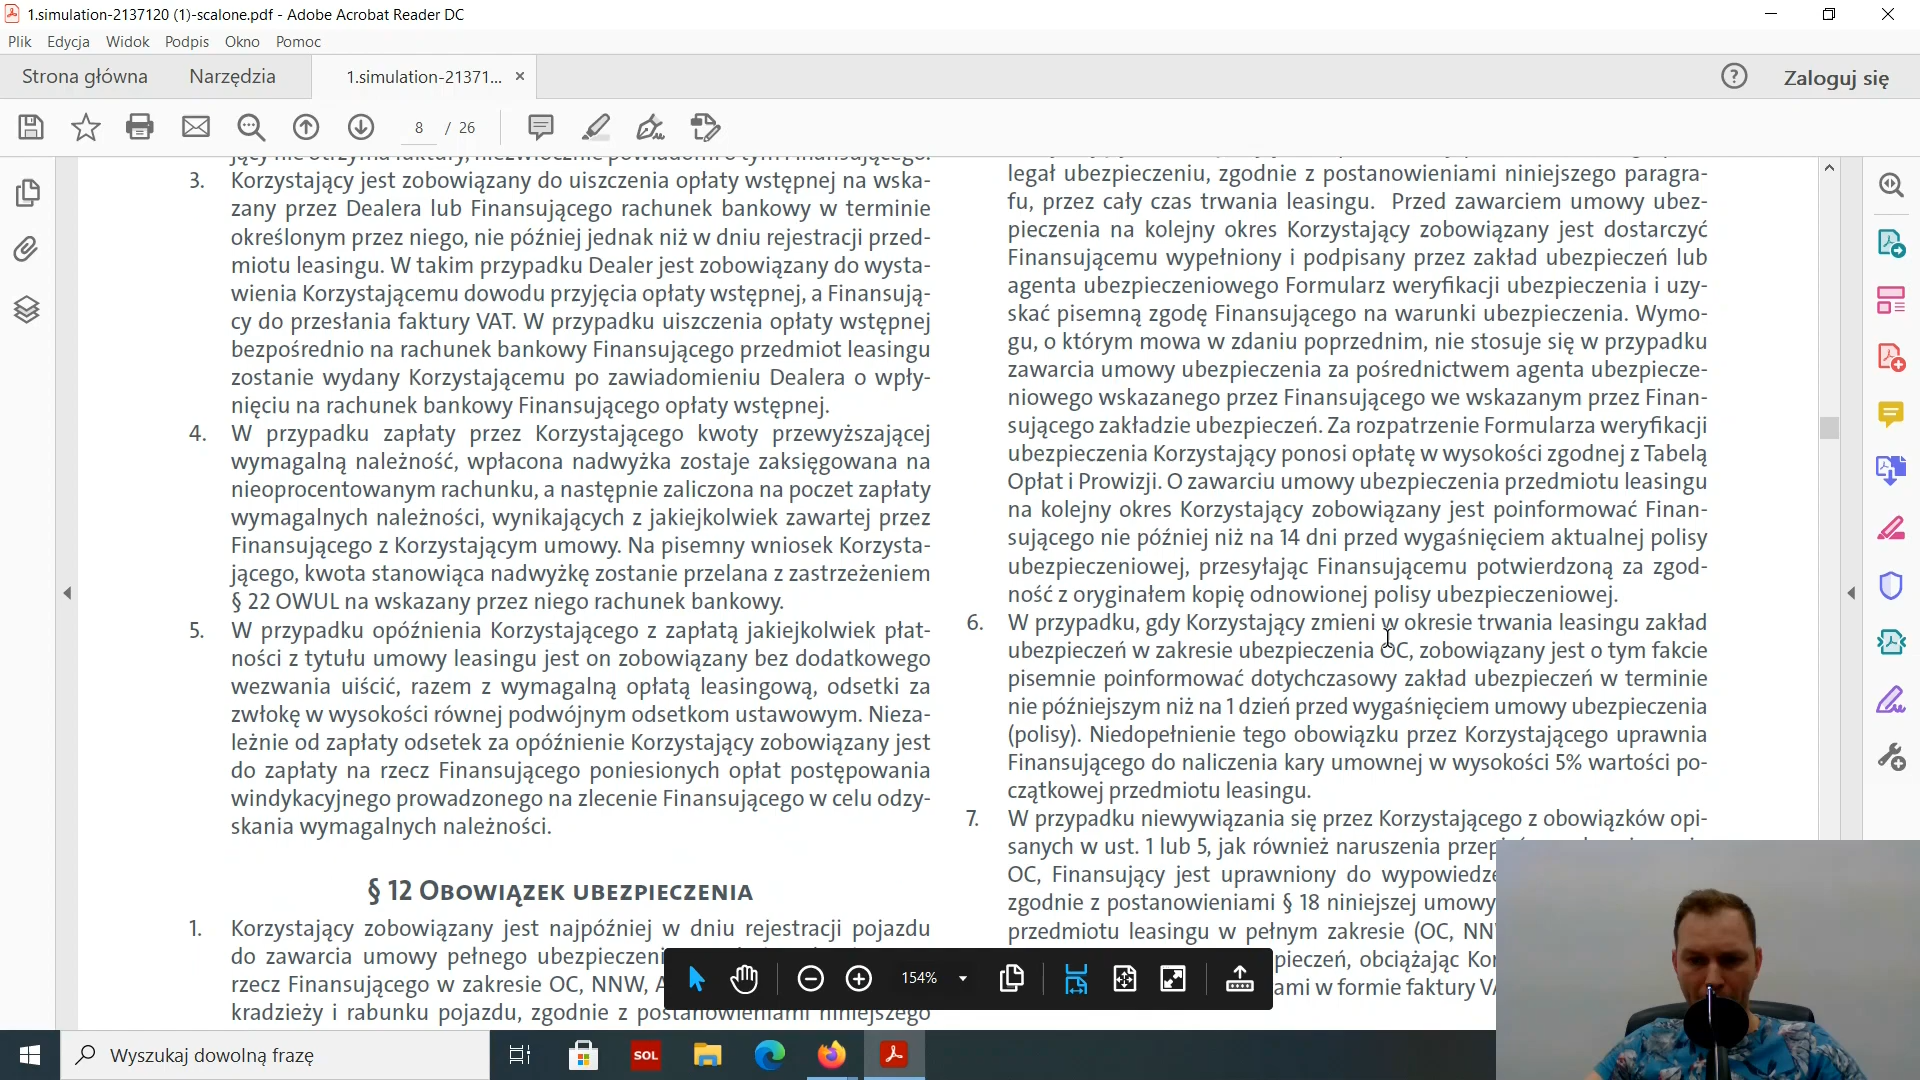 1.simulation-2137120 (1)-scalone.pdf - Adobe Acrobat Reader DC
Plik Edycja Widok Podpis Okno Pomoc
Strona główna Narzędzia 1.simulation-21371... × ? Zaloguj się
8 / 26
jący nie otrzyma faktury, niezwłocznie powiadomi o tym Finansującego.
3. Korzystający jest zobowiązany do uiszczenia opłaty wstępnej na wska-
zany przez Dealera lub Finansującego rachunek bankowy w terminie
określonym przez niego, nie później jednak niż w dniu rejestracji przed-
miotu leasingu. W takim przypadku Dealer jest zobowiązany do wysta-
wienia Korzystającemu dowodu przyjęcia opłaty wstępnej, a Finansują-
cy do przesłania faktury VAT. W przypadku uiszczenia opłaty wstępnej
bezpośrednio na rachunek bankowy Finansującego przedmiot leasingu
zostanie wydany Korzystającemu po zawiadomieniu Dealera o wpły-
nięciu na rachunek bankowy Finansującego opłaty wstępnej.
4. W przypadku zapłaty przez Korzystającego kwoty przewyższającej
wymagalną należność, wpłacona nadwyżka zostaje zaksięgowana na
nieoprocentowanym rachunku, a następnie zaliczona na poczet zapłaty
wymagalnych należności, wynikających z jakiejkolwiek zawartej przez
Finansującego z Korzystającym umowy. Na pisemny wniosek Korzysta-
jącego, kwota stanowiąca nadwyżkę zostanie przelana z zastrzeżeniem
§ 22 OWUL na wskazany przez niego rachunek bankowy.
5. W przypadku opóźnienia Korzystającego z zapłatą jakiejkolwiek płat-
ności z tytułu umowy leasingu jest on zobowiązany bez dodatkowego
wezwania uiścić, razem z wymagalną opłatą leasingową, odsetki za
zwłokę w wysokości równej podwójnym odsetkom ustawowym. Nieza-
leżnie od zapłaty odsetek za opóźnienie Korzystający zobowiązany jest
do zapłaty na rzecz Finansującego poniesionych opłat postępowania
windykacyjnego prowadzonego na zlecenie Finansującego w celu odzy-
skania wymagalnych należności.
§ 12 OBOWIĄZEK UBEZPIECZENIA
1. Korzystający zobowiązany jest najpóźniej w dniu rejestracji pojazdu
do zawarcia umowy pełnego ubezpieczeni
rzecz Finansującego w zakresie OC, NNW, A
kradzieży i rabunku pojazdu, zgodnie z postanowieniami niniejszego
legał ubezpieczeniu, zgodnie z postanowieniami niniejszego paragra-
fu, przez cały czas trwania leasingu. Przed zawarciem umowy ubez-
pieczenia na kolejny okres Korzystający zobowiązany jest dostarczyć
Finansującemu wypełniony i podpisany przez zakład ubezpieczeń lub
agenta ubezpieczeniowego Formularz weryfikacji ubezpieczenia i uzy-
skać pisemną zgodę Finansującego na warunki ubezpieczenia. Wymo-
gu, o którym mowa w zdaniu poprzednim, nie stosuje się w przypadku
zawarcia umowy ubezpieczenia za pośrednictwem agenta ubezpiecze-
niowego wskazanego przez Finansującego we wskazanym przez Finan-
sującego zakładzie ubezpieczeń. Za rozpatrzenie Formularza weryfikacji
ubezpieczenia Korzystający ponosi opłatę w wysokości zgodnej z Tabelą
Opłat i Prowizji. O zawarciu umowy ubezpieczenia przedmiotu leasingu
na kolejny okres Korzystający zobowiązany jest poinformować Finan-
sującego nie później niż na 14 dni przed wygaśnięciem aktualnej polisy
ubezpieczeniowej, przesyłając Finansującemu potwierdzoną za zgod-
ność z oryginałem kopię odnowionej polisy ubezpieczeniowej.
6. W przypadku, gdy Korzystający zmieni w okresie trwania leasingu zakład
ubezpieczeń w zakresie ubezpieczenia OC, zobowiązany jest o tym fakcie
pisemnie poinformować dotychczasowy zakład ubezpieczeń w terminie
nie późniejszym niż na 1 dzień przed wygaśnięciem umowy ubezpieczenia
(polisy). Niedopełnienie tego obowiązku przez Korzystającego uprawnia
Finansującego do naliczenia kary umownej w wysokości 5% wartości po-
czątkowej przedmiotu leasingu.
7. W przypadku niewywiązania się przez Korzystającego z obowiązków opi-
sanych w ust. 1 lub 5, jak również naruszenia
OC, Finansujący jest uprawniony do wypowiedze
zgodnie z postanowieniami § 18 niniejszej umowy
przedmiotu leasingu w pełnym zakresie (OC, NNW
pieczeń, obciążając Kor
ami w formie faktury VA
154%
Wyszukaj dowolną frazę
SOL